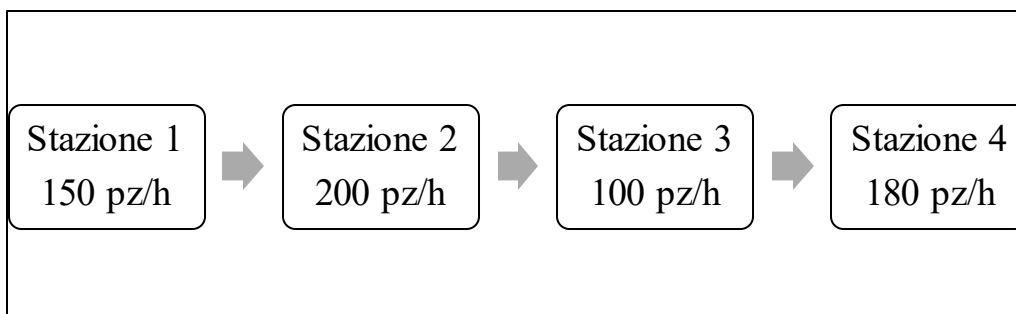 Stazione 1
150 pz/h
Stazione 2
200 pz/h
Stazione 3
100 pz/h
Stazione 4
180 pz/h